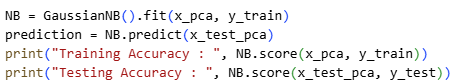 NB = GaussianNB().fit(x_pca, y_train)
prediction = NB.predict(x_test_pca)
print("Training Accuracy : ", NB.score(x_pca, y_train))
print("Testing Accuracy : ", NB.score(x_test_pca, y_test))